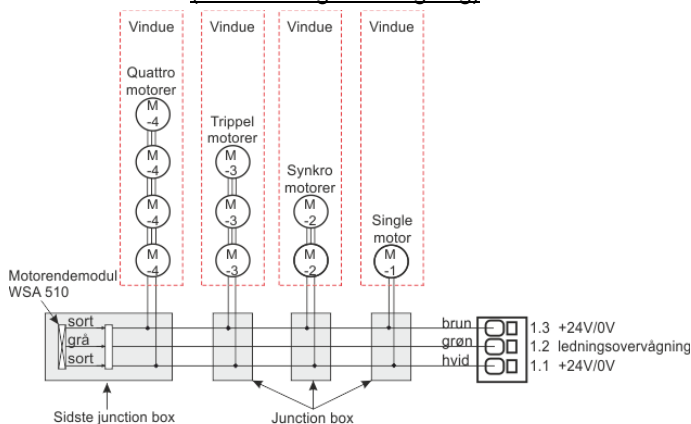 Vindue
Vindue
Vindue
Vindue
Quattro
motorer
M
-4
M
-4
M
-4
M
-4
Trippel
motorer
M
-3
M
-3
M
-3
Synkro
motorer
M
-2
M
-2
Single
motor
M
-1
Motorendemodul
WSA 510
sort
grå
sort
brun
grøn
hvid
1.3 +24V/0V
1.2 ledningsovervågning
1.1 +24V/0V
Sidste junction box
Junction box